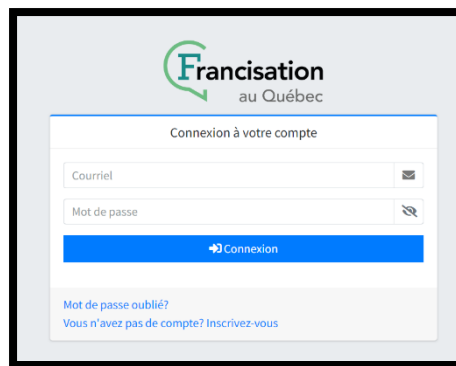 Francisation
au Québec
Connexion à votre compte
Courriel
Mot de passe
Connexion
Mot de passe oublié?
Vous n'avez pas de compte? Inscrivez-vous